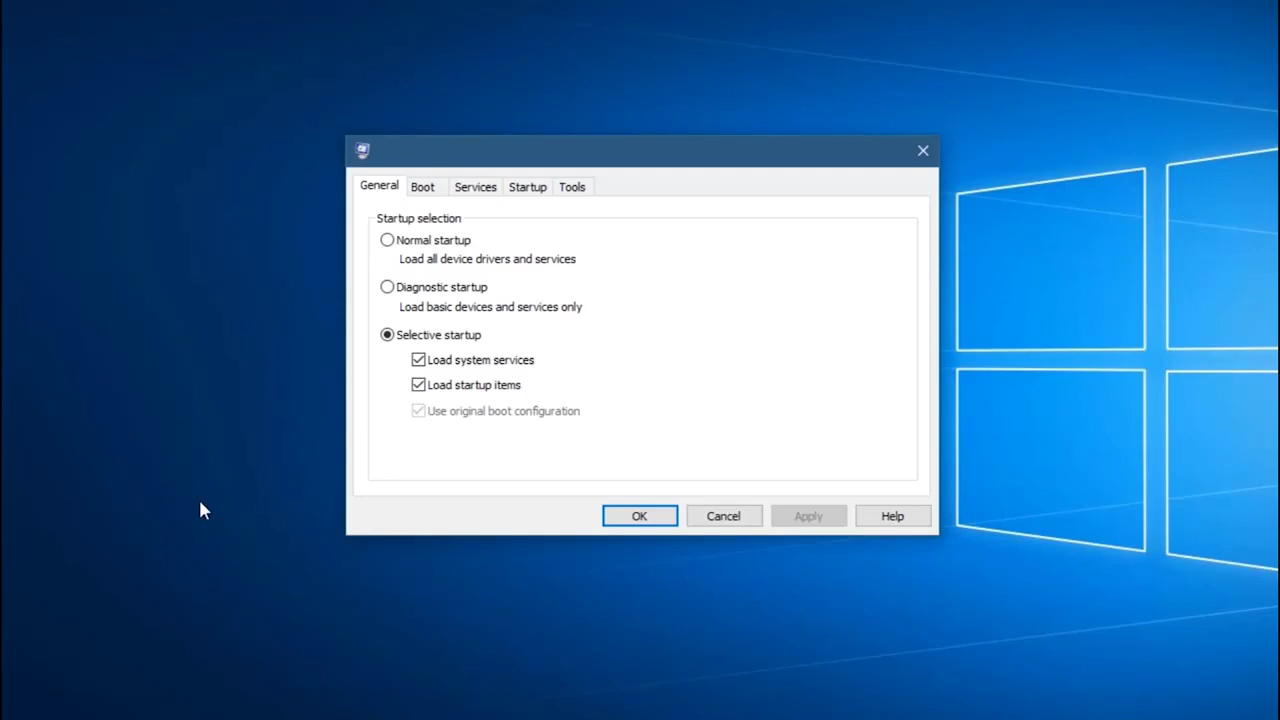 General Boot Services Startup Tools
Startup selection
Normal startup
Load all device drivers and services
Diagnostic startup
Load basic devices and services only
Selective startup
Load system services
Load startup items
Use original boot configuration
OK Cancel Apply Help